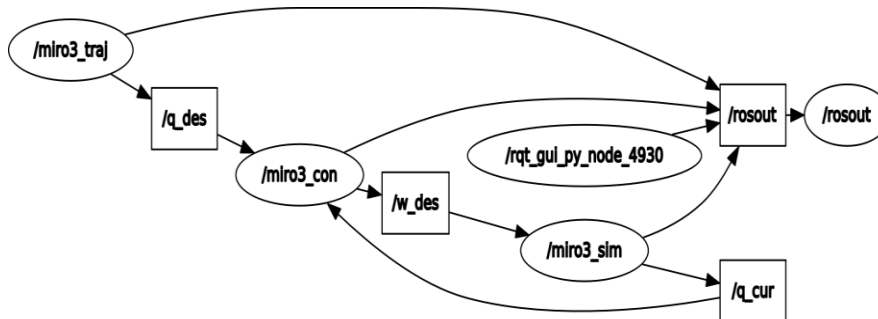 /miro3_traj
/q_des
/miro3_con
/w_des
/rqt_gui_py_node_4930
/miro3_sim
/rosout
/rosout
/q_cur